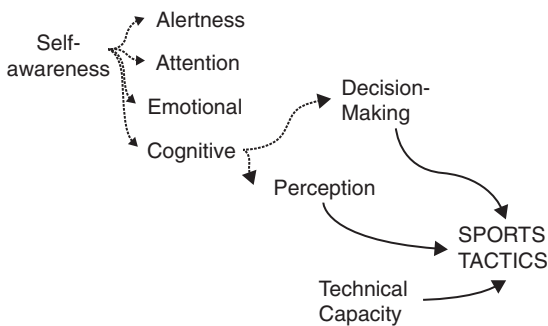 Self-
awareness
Alertness
Attention
Emotional
Cognitive
Decision-
Making
Perception
SPORTS
TACTICS
Technical
Capacity